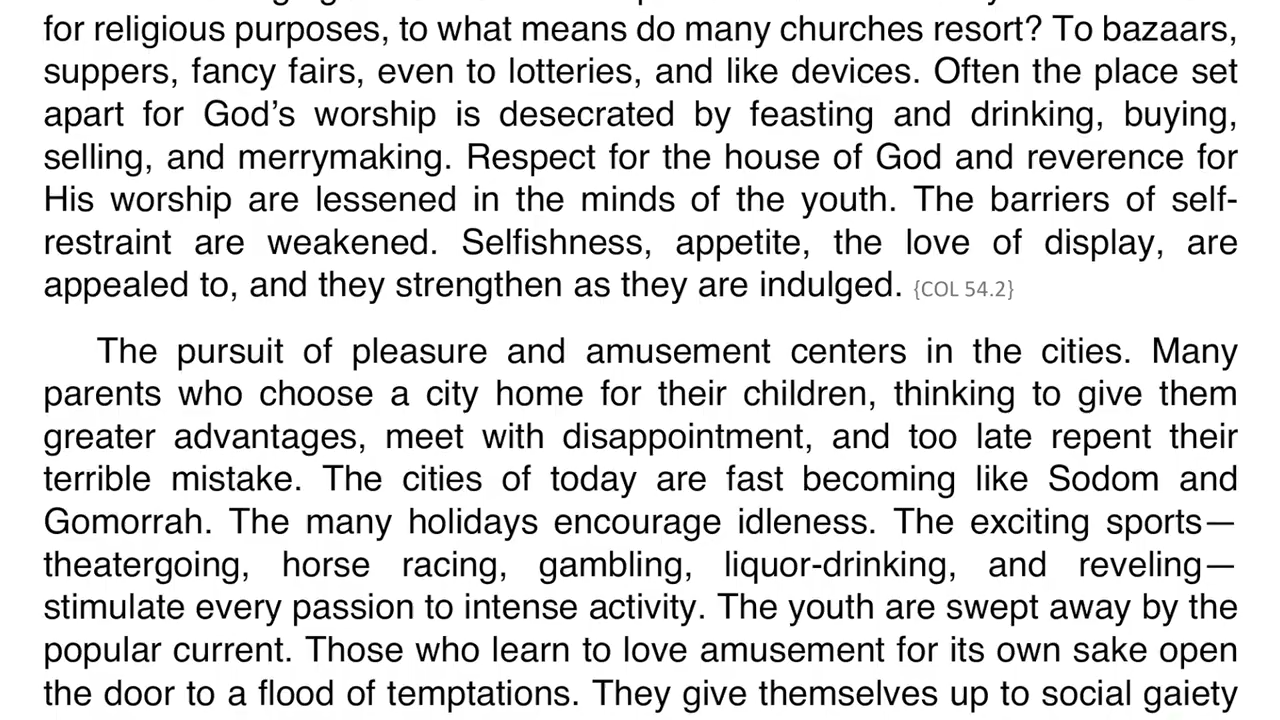 for religious purposes, to what means do many churches resort? To bazaars,
suppers, fancy fairs, even to lotteries, and like devices. Often the place set
apart for God’s worship is desecrated by feasting and drinking, buying,
selling, and merrymaking. Respect for the house of God and reverence for
His worship are lessened in the minds of the youth. The barriers of self-
restraint are weakened. Selfishness, appetite, the love of display, are
appealed to, and they strengthen as they are indulged. {COL 54.2}
The pursuit of pleasure and amusement centers in the cities. Many
parents who choose a city home for their children, thinking to give them
greater advantages, meet with disappointment, and too late repent their
terrible mistake. The cities of today are fast becoming like Sodom and
Gomorrah. The many holidays encourage idleness. The exciting sports—
theatergoing, horse racing, gambling, liquor-drinking, and reveling—
stimulate every passion to intense activity. The youth are swept away by the
popular current. Those who learn to love amusement for its own sake open
the door to a flood of temptations. They give themselves up to social gaiety